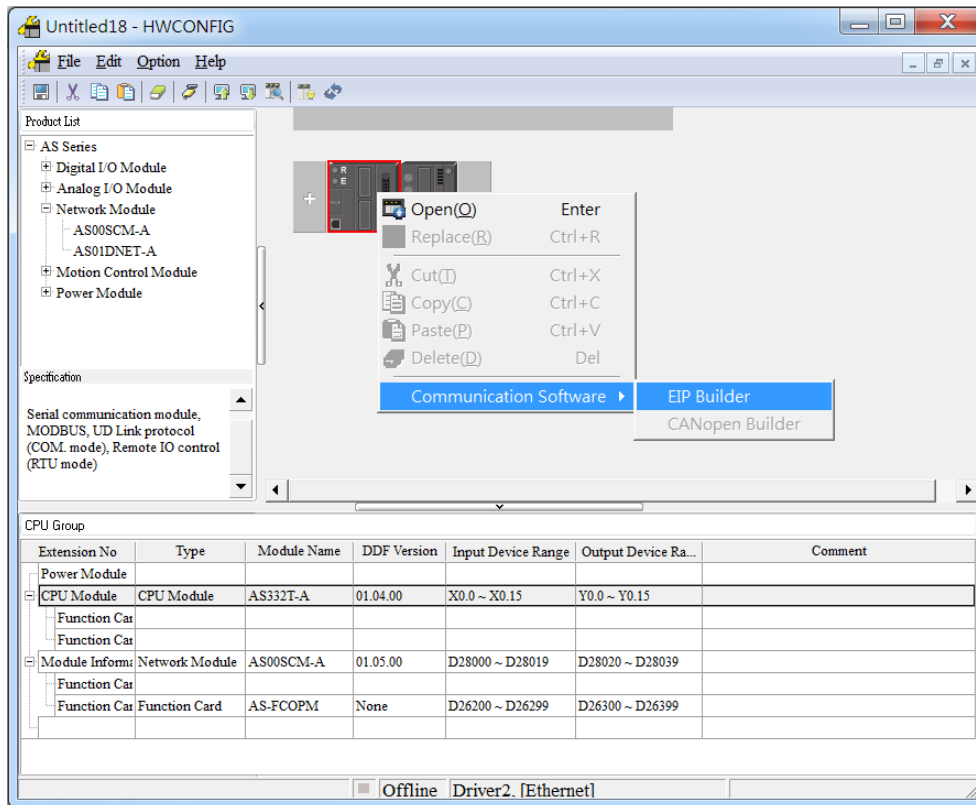 Untitled18 - HWCONFIG
File Edit Option Help
Product List
AS Series
Digital I/O Module
Analog I/O Module
Network Module
AS00SCM-A
AS01DNET-A
Motion Control Module
Power Module
R
E
Open(O) Enter
Replace(R) Ctrl+R
Cut(T) Ctrl+X
Copy(C) Ctrl+C
Paste(P) Ctrl+V
Delete(D) Del
Communication Software
EIP Builder
CANopen Builder
Specification
Serial communication module,
MODBUS, UD Link protocol
(COM. mode), Remote IO control
(RTU mode)
CPU Group
Extension No Type Module Name DDF Version Input Device Range Output Device Ra... Comment
Power Module
CPU Module CPU Module AS332T-A 01.04.00 X0.0 ~ X0.15 Y0.0 ~ Y0.15
Function Car
Function Car
Module Informa Network Module AS00SCM-A 01.05.00 D28000 ~ D28019 D28020 ~ D28039
Function Car
Function Car Function Card AS-FCOPM None D26200 ~ D26299 D26300 ~ D26399
Offline Driver2, [Ethernet]